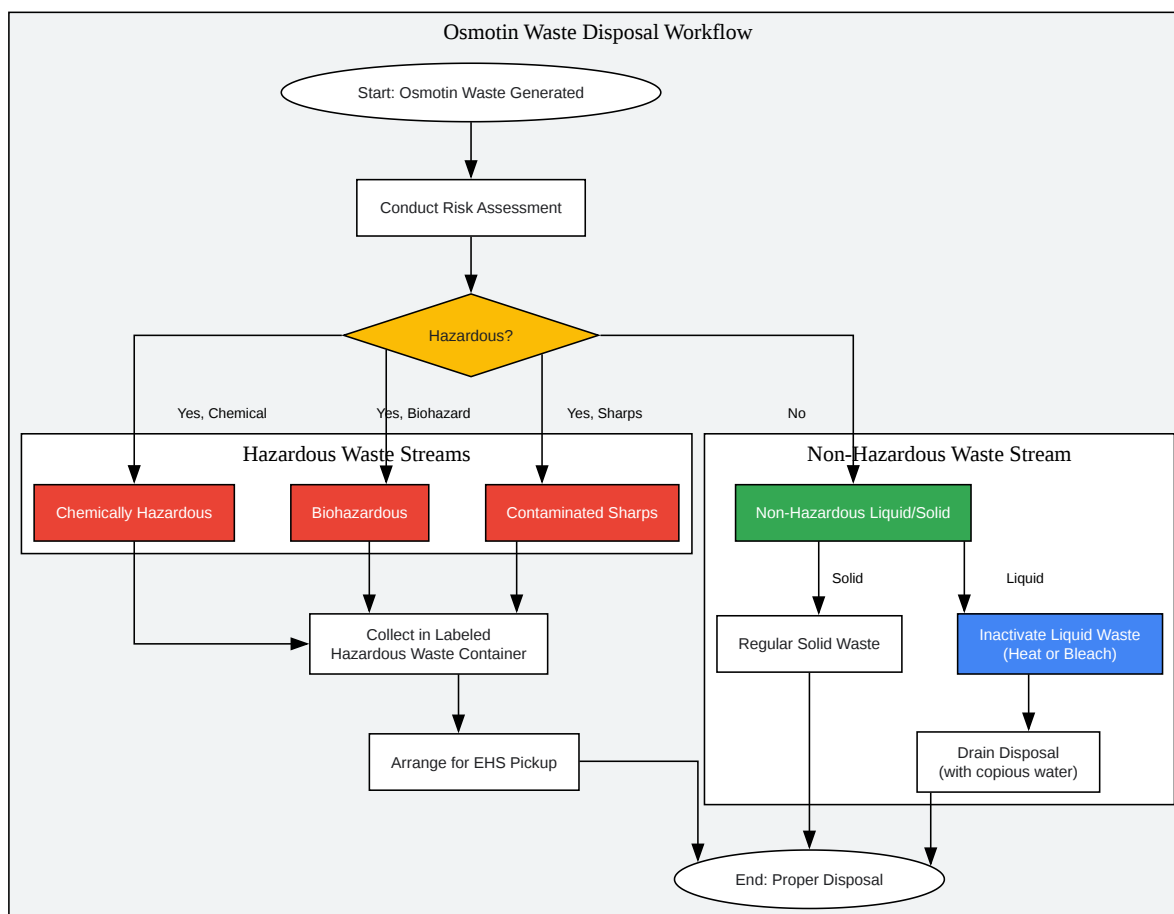 Osmotin Waste Disposal Workflow
Start: Osmotin Waste Generated
Conduct Risk Assessment
Hazardous?
Yes, Chemical
Yes, Biohazard
Yes, Sharps
No
Hazardous Waste Streams
Non-Hazardous Waste Stream
Chemically Hazardous
Biohazardous
Contaminated Sharps
Non-Hazardous Liquid/Solid
Solid
Liquid
Collect in Labeled
Hazardous Waste Container
Regular Solid Waste
Inactivate Liquid Waste
(Heat or Bleach)
Arrange for EHS Pickup
Drain Disposal
(with copious water)
End: Proper Disposal